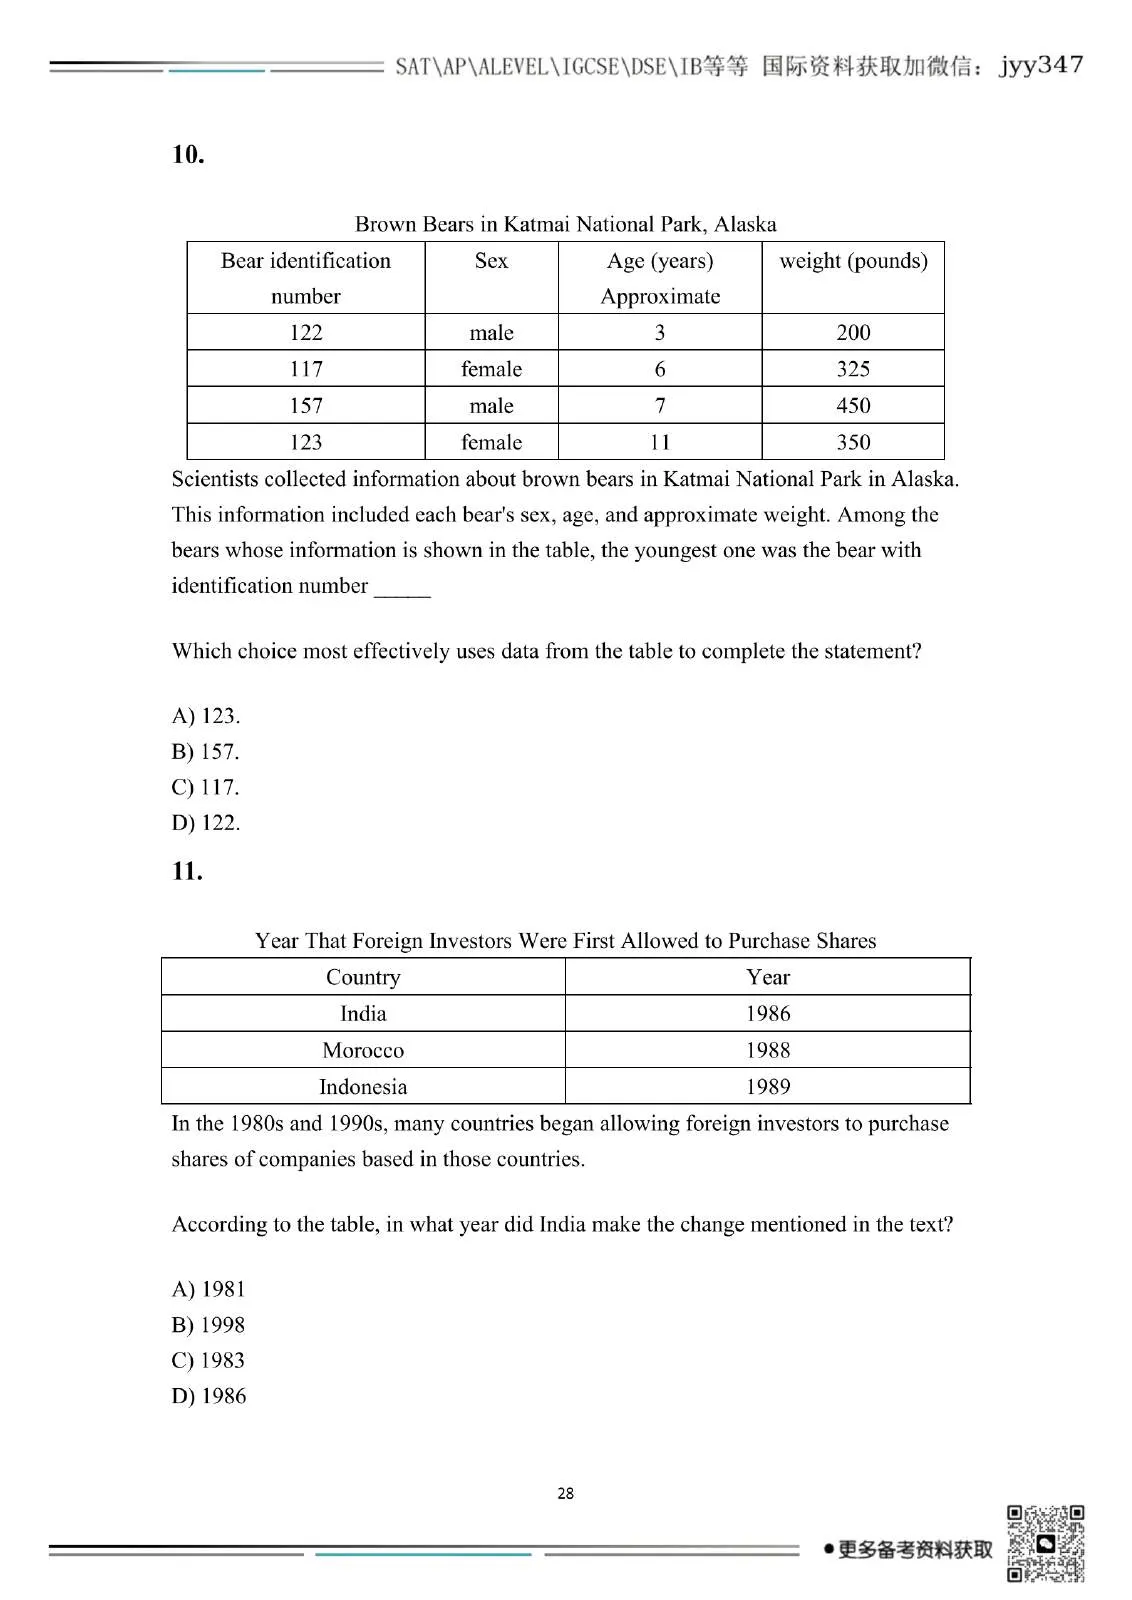 SAT\AP\ALEVEL\IGCSE\DSE\IB等等 国际资料获取加微信: jyy347
10.
Brown Bears in Katmai National Park, Alaska
Bear identification number Sex Age (years) Approximate weight (pounds)
122 male 3 200
117 female 6 325
157 male 7 450
123 female 11 350
Scientists collected information about brown bears in Katmai National Park in Alaska.
This information included each bear's sex, age, and approximate weight. Among the
bears whose information is shown in the table, the youngest one was the bear with
identification number _____
Which choice most effectively uses data from the table to complete the statement?
A) 123.
B) 157.
C) 117.
D) 122.
11.
Year That Foreign Investors Were First Allowed to Purchase Shares
Country Year
India 1986
Morocco 1988
Indonesia 1989
In the 1980s and 1990s, many countries began allowing foreign investors to purchase
shares of companies based in those countries.
According to the table, in what year did India make the change mentioned in the text?
A) 1981
B) 1998
C) 1983
D) 1986
28
●更多备考资料获取